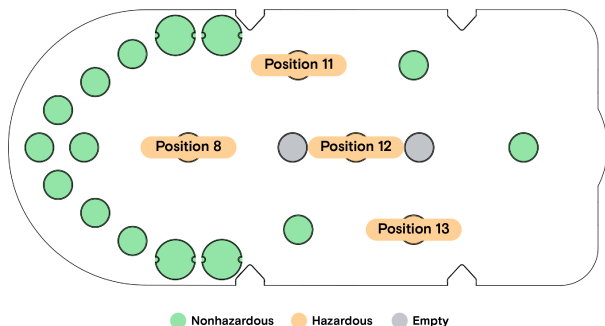 Position 11
Position 8
Position 12
Position 13
Nonhazardous Hazardous Empty